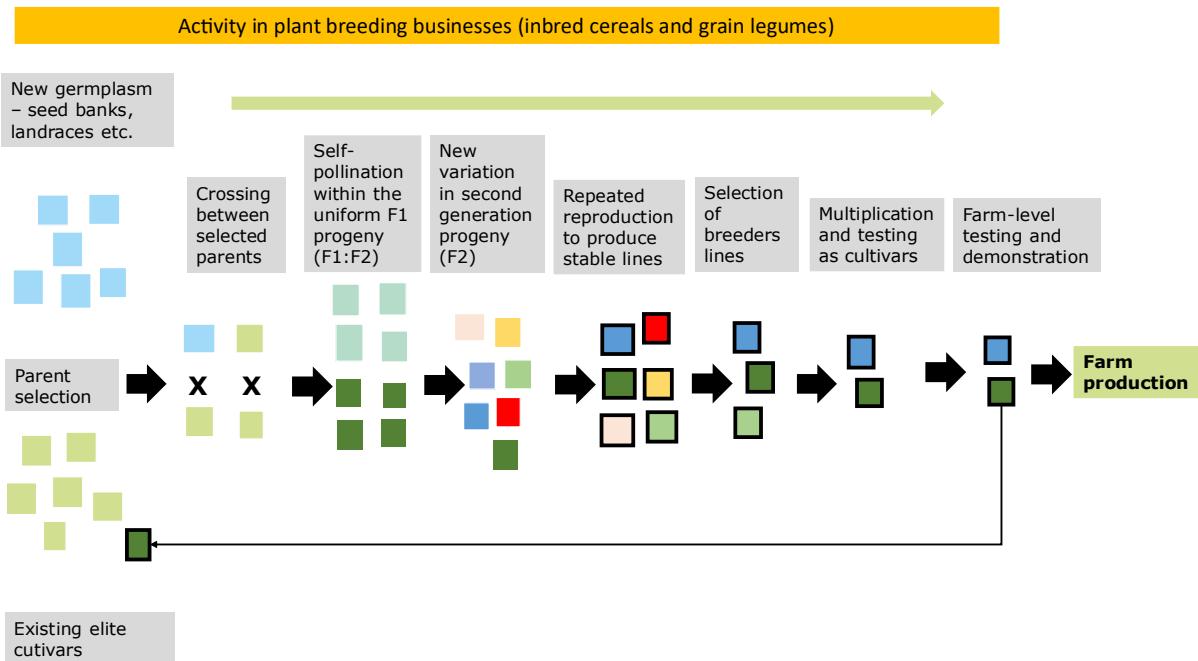 Activity in plant breeding businesses (inbred cereals and grain legumes)
New germplasm
– seed banks,
landraces etc.
Crossing
between
selected
parents
Self-
pollination
within the
uniform F1
progeny
(F1:F2)
New
variation
in second
generation
progeny
(F2)
Repeated
reproduction
to produce
stable lines
Selection
of
breeders
lines
Multiplication
and testing
as cultivars
Farm-level
testing and
demonstration
Parent
selection
X X
Farm
production
Existing elite
cutivars